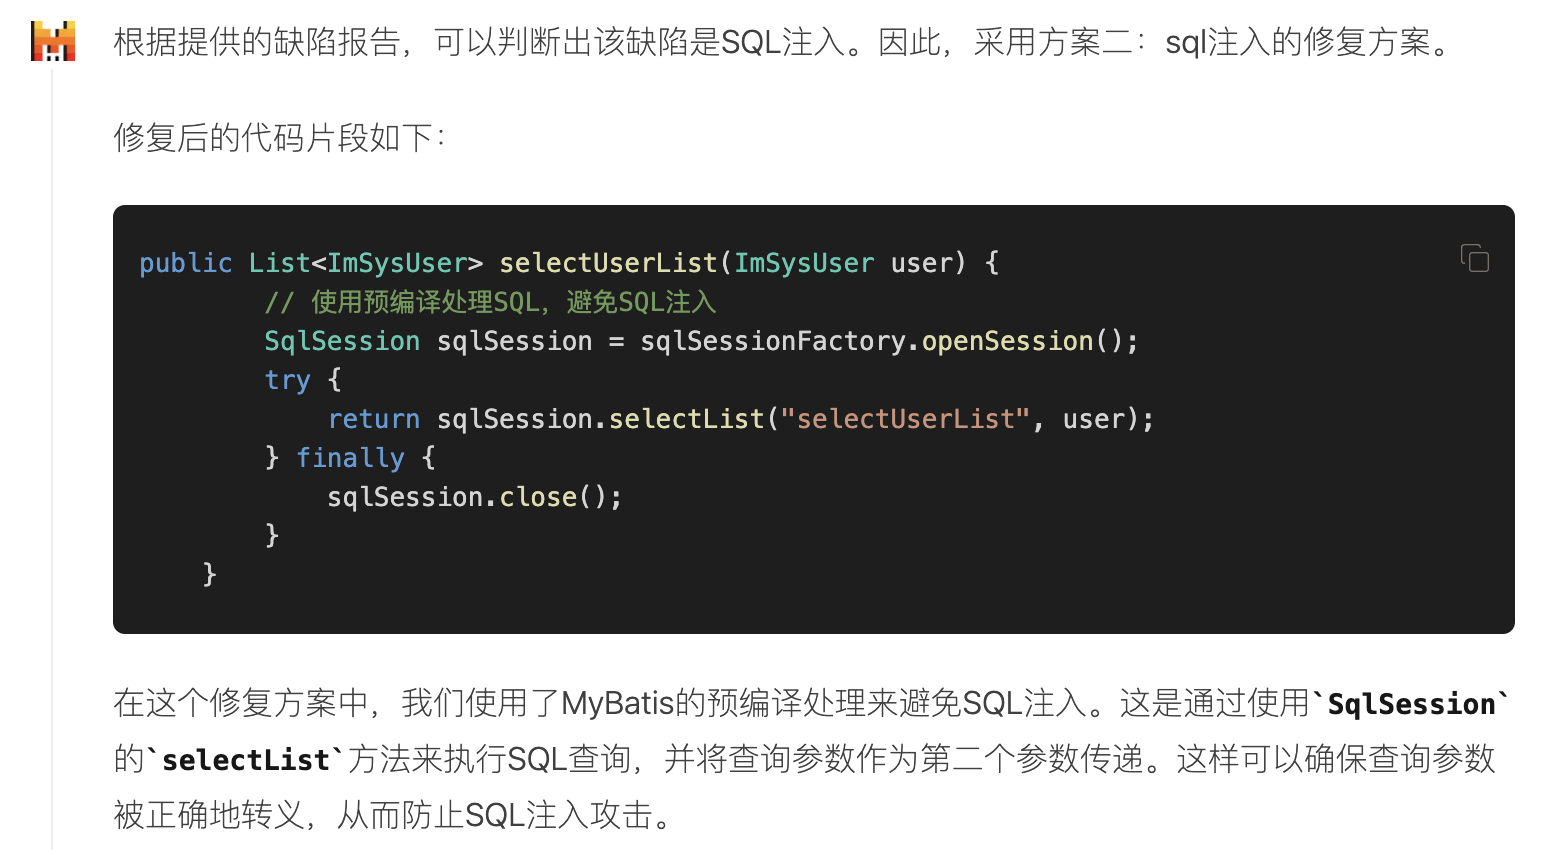 根据提供的缺陷报告，可以判断出该缺陷是SQL注入。因此，采用方案二：sql注入的修复方案。
修复后的代码片段如下：
public List<ImSysUser> selectUserList(ImSysUser user) {
        // 使用预编译处理SQL，避免SQL注入
        SqlSession sqlSession = sqlSessionFactory.openSession();
        try {
            return sqlSession.selectList("selectUserList", user);
        } finally {
            sqlSession.close();
        }
    }
在这个修复方案中，我们使用了MyBatis的预编译处理来避免SQL注入。这是通过使用`SqlSession`
的`selectList`方法来执行SQL查询，并将查询参数作为第二个参数传递。这样可以确保查询参数
被正确地转义，从而防止SQL注入攻击。